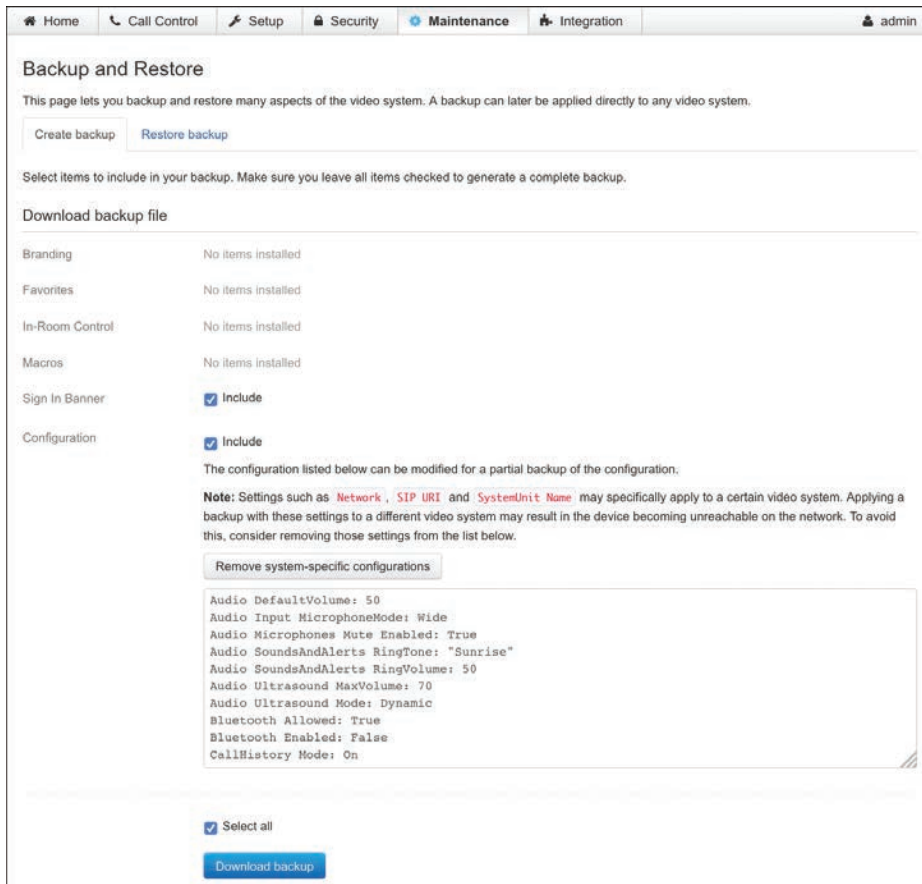 Home Call Control Setup Security Maintenance Integration admin
Backup and Restore
This page lets you backup and restore many aspects of the video system. A backup can later be applied directly to any video system.
Create backup Restore backup
Select items to include in your backup. Make sure you leave all items checked to generate a complete backup.
Download backup file
Branding No items installed
Favorites No items installed
In-Room Control No items installed
Macros No items installed
Sign In Banner Include
Configuration Include
The configuration listed below can be modified for a partial backup of the configuration.
Note: Settings such as Network, SIP URI and SystemUnit Name may specifically apply to a certain video system. Applying a
backup with these settings to a different video system may result in the device becoming unreachable on the network. To avoid
this, consider removing those settings from the list below.
Remove system-specific configurations
Audio DefaultVolume: 50
Audio Input MicrophoneMode: Wide
Audio Microphones Mute Enabled: True
Audio SoundsAndAlerts RingTone: "Sunrise"
Audio SoundsAndAlerts RingVolume: 50
Audio Ultrasound MaxVolume: 70
Audio Ultrasound Mode: Dynamic
Bluetooth Allowed: True
Bluetooth Enabled: False
CallHistory Mode: On
Select all
Download backup